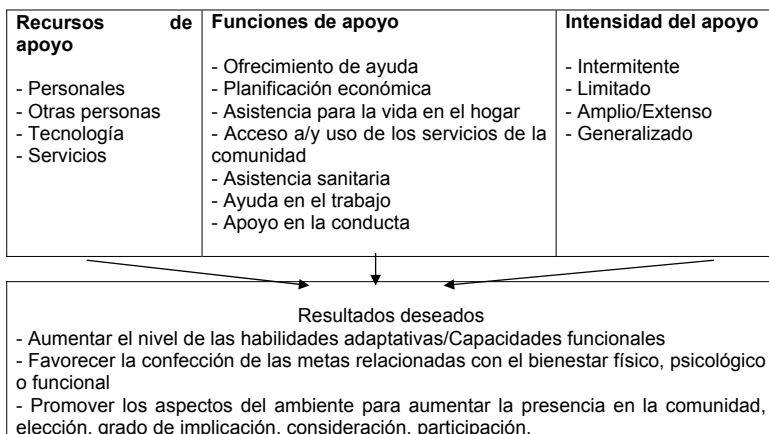 Recursos de
apoyo
- Personales
- Otras personas
- Tecnología
- Servicios
Funciones de apoyo
- Ofrecimiento de ayuda
- Planificación económica
- Asistencia para la vida en el hogar
- Acceso a/y uso de los servicios de la
comunidad
- Asistencia sanitaria
- Ayuda en el trabajo
- Apoyo en la conducta
Intensidad del apoyo
- Intermitente
- Limitado
- Amplio/Extenso
- Generalizado
Resultados deseados
- Aumentar el nivel de las habilidades adaptativas/Capacidades funcionales
- Favorecer la confección de las metas relacionadas con el bienestar físico, psicológico
o funcional
- Promover los aspectos del ambiente para aumentar la presencia en la comunidad,
elección, grado de implicación, consideración, participación.